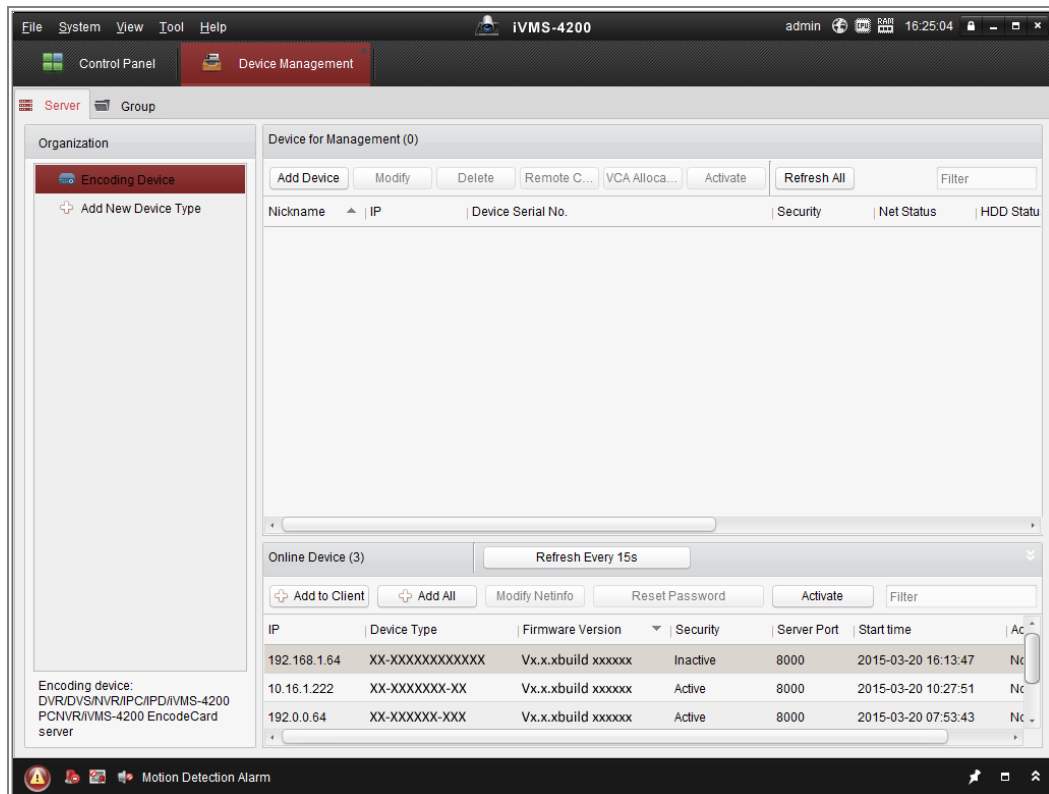 File System View Tool Help iVMS-4200 admin CPU RAM 16:25:04
Control Panel Device Management
Server Group
Organization
Encoding Device
Add New Device Type
Encoding device:
DVR/DVS/NVR/IPC/IPD/iVMS-4200
PCNVR/iVMS-4200 EncodeCard
server
Device for Management (0)
Add Device Modify Delete Remote C... VCA Alloca... Activate Refresh All Filter
Nickname IP Device Serial No. Security Net Status HDD Statu
Online Device (3) Refresh Every 15s
Add to Client Add All Modify Netinfo Reset Password Activate Filter
IP Device Type Firmware Version Security Server Port Start time Ad
192.168.1.64 XX-XXXXXXXXXXXX Vx.x.xbuild xxxxxx Inactive 8000 2015-03-20 16:13:47 No
10.16.1.222 XX-XXXXXXX-XX Vx.x.xbuild xxxxxx Active 8000 2015-03-20 10:27:51 No
192.0.0.64 XX-XXXXXX-XXX Vx.x.xbuild xxxxxx Active 8000 2015-03-20 07:53:43 No
Motion Detection Alarm